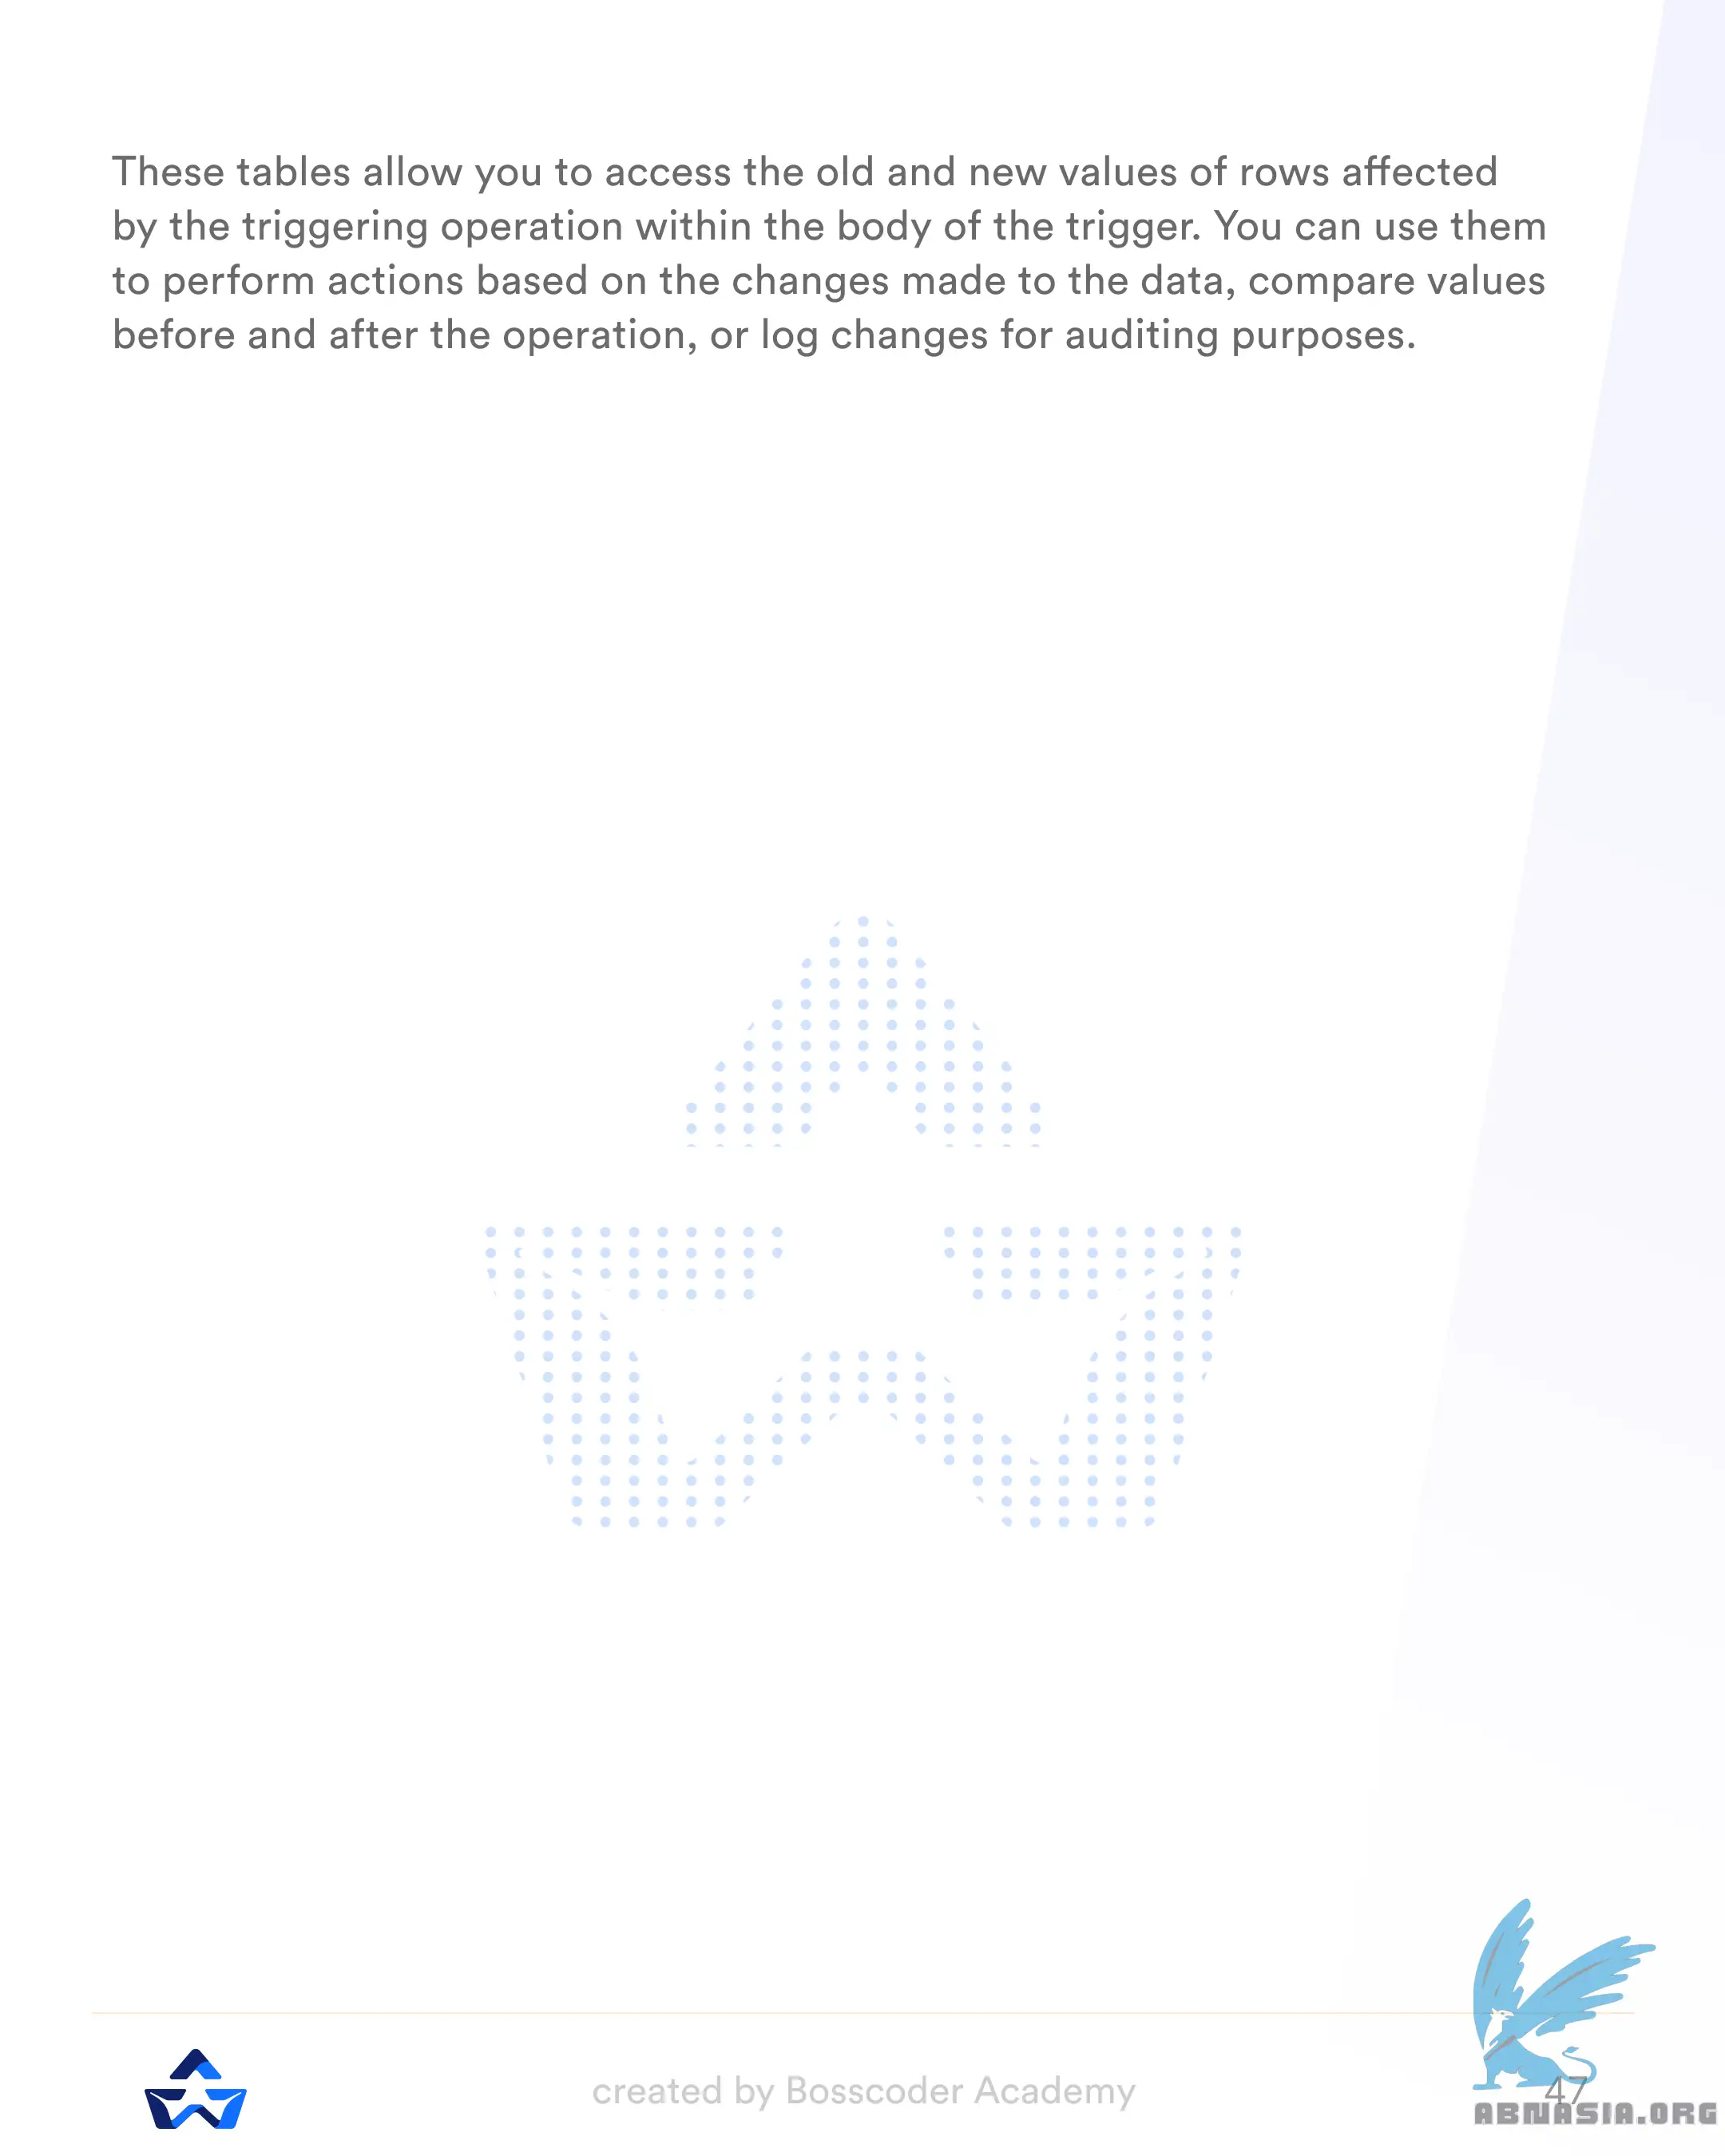 These tables allow you to access the old and new values of rows affected
by the triggering operation within the body of the trigger. You can use them
to perform actions based on the changes made to the data, compare values
before and after the operation, or log changes for auditing purposes.
created by Bosscoder Academy
47
ABMASIA.ORG